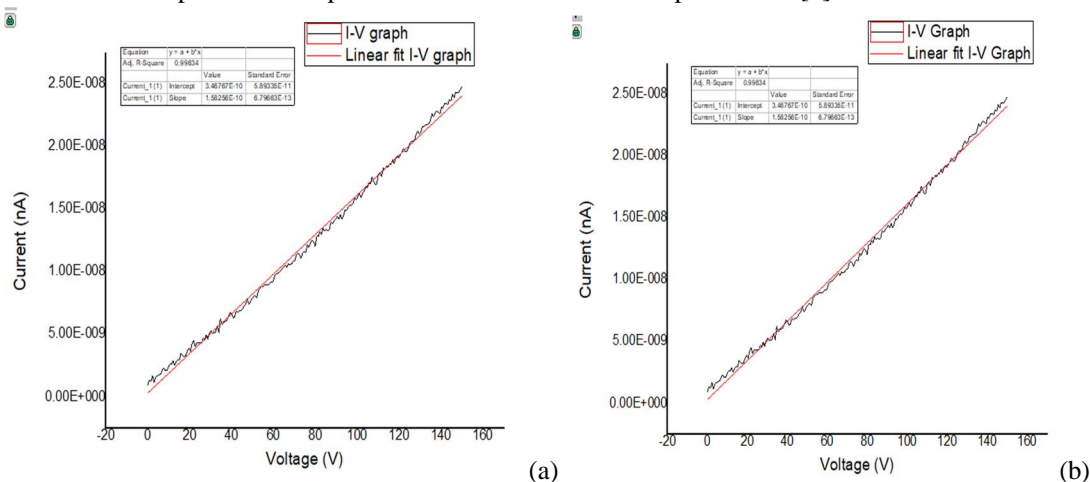 I-V graph
Linear fit I-V graph
Equation y = a + b*x
Adj. R-Square 0.99634
Value Standard Error
Current_1 (1) Intercept 3.46767E-10 5.89335E-11
Current_1 (1) Slope 1.58256E-10 6.79663E-13
2.50E-008
2.00E-008
1.50E-008
1.00E-008
5.00E-009
0.00E+000
Current (nA)
-20 0 20 40 60 80 100 120 140 160
Voltage (V)
(a)
I-V Graph
Linear fit I-V Graph
Equation y = a + b*x
Adj. R-Square 0.99634
Value Standard Error
Current_1 (1) Intercept 3.46767E-10 5.89335E-11
Current_1 (1) Slope 1.58256E-10 6.79663E-13
2.50E-008
2.00E-008
1.50E-008
1.00E-008
5.00E-009
0.00E+000
Current (nA)
-20 0 20 40 60 80 100 120 140 160
Voltage (V)
(b)